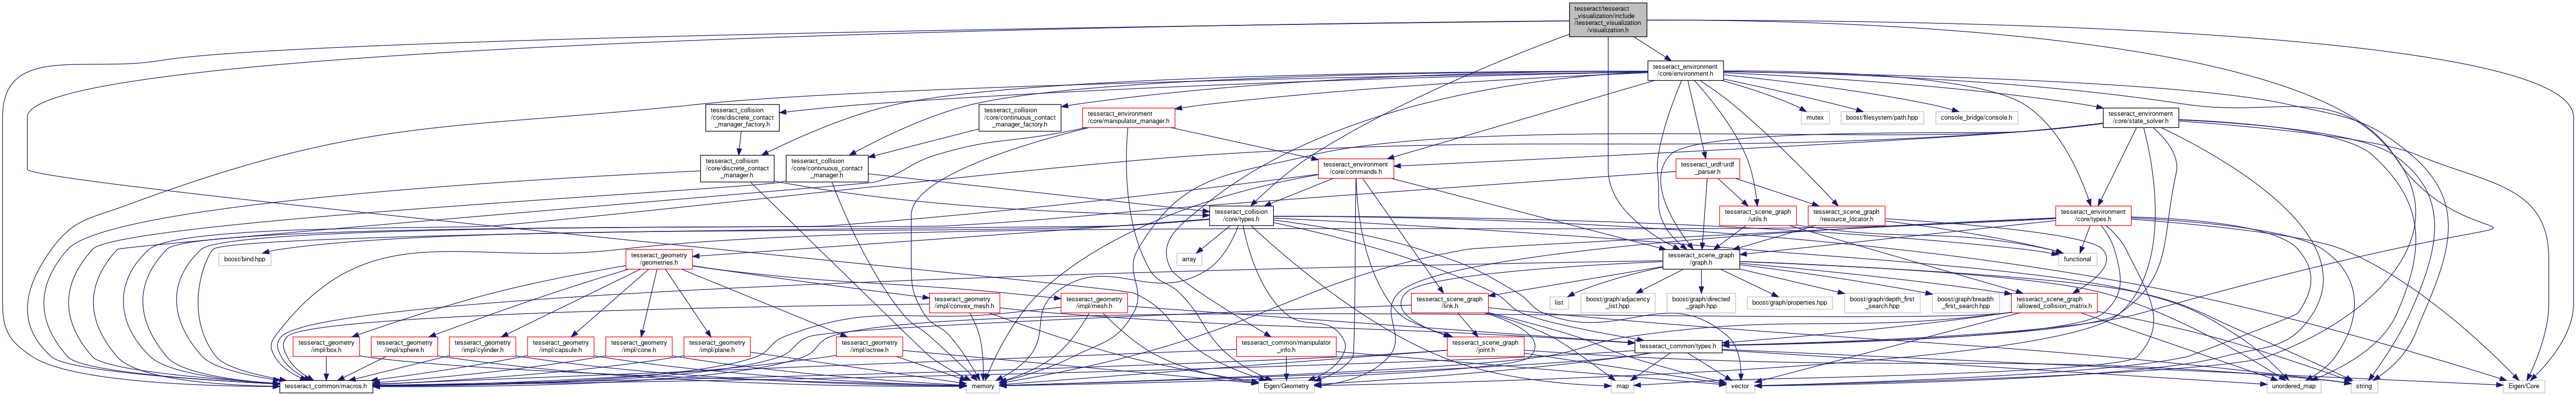 tesseract/tesseract
_visualization/include
/tesseract_visualization
/visualization.h
tesseract_environment
/core/environment.h
tesseract_collision
/core/discrete_contact
_manager_factory.h
tesseract_collision
/core/continuous_contact
_manager_factory.h
tesseract_environment
/core/manipulator_manager.h
mutex
boost/filesystem/path.hpp
console_bridge/console.h
tesseract_environment
/core/state_solver.h
tesseract_collision
/core/discrete_contact
_manager.h
tesseract_collision
/core/continuous_contact
_manager.h
tesseract_environment
/core/commands.h
tesseract_urdf/urdf
_parser.h
tesseract_collision
/core/types.h
tesseract_scene_graph
/utils.h
tesseract_scene_graph
/resource_locator.h
tesseract_environment
/core/types.h
boost/bind.hpp
tesseract_geometry
/geometries.h
array
tesseract_scene_graph
/graph.h
functional
tesseract_geometry
/impl/convex_mesh.h
tesseract_geometry
/impl/mesh.h
tesseract_scene_graph
/link.h
list
boost/graph/adjacency
_list.hpp
boost/graph/directed
_graph.hpp
boost/graph/properties.hpp
boost/graph/depth_first
_search.hpp
boost/graph/breadth
_first_search.hpp
tesseract_scene_graph
/allowed_collision_matrix.h
tesseract_geometry
/impl/box.h
tesseract_geometry
/impl/sphere.h
tesseract_geometry
/impl/cylinder.h
tesseract_geometry
/impl/capsule.h
tesseract_geometry
/impl/cone.h
tesseract_geometry
/impl/plane.h
tesseract_geometry
/impl/octree.h
tesseract_common/manipulator
_info.h
tesseract_scene_graph
/joint.h
tesseract_common/types.h
tesseract_common/macros.h
memory
Eigen/Geometry
map
vector
unordered_map
string
Eigen/Core